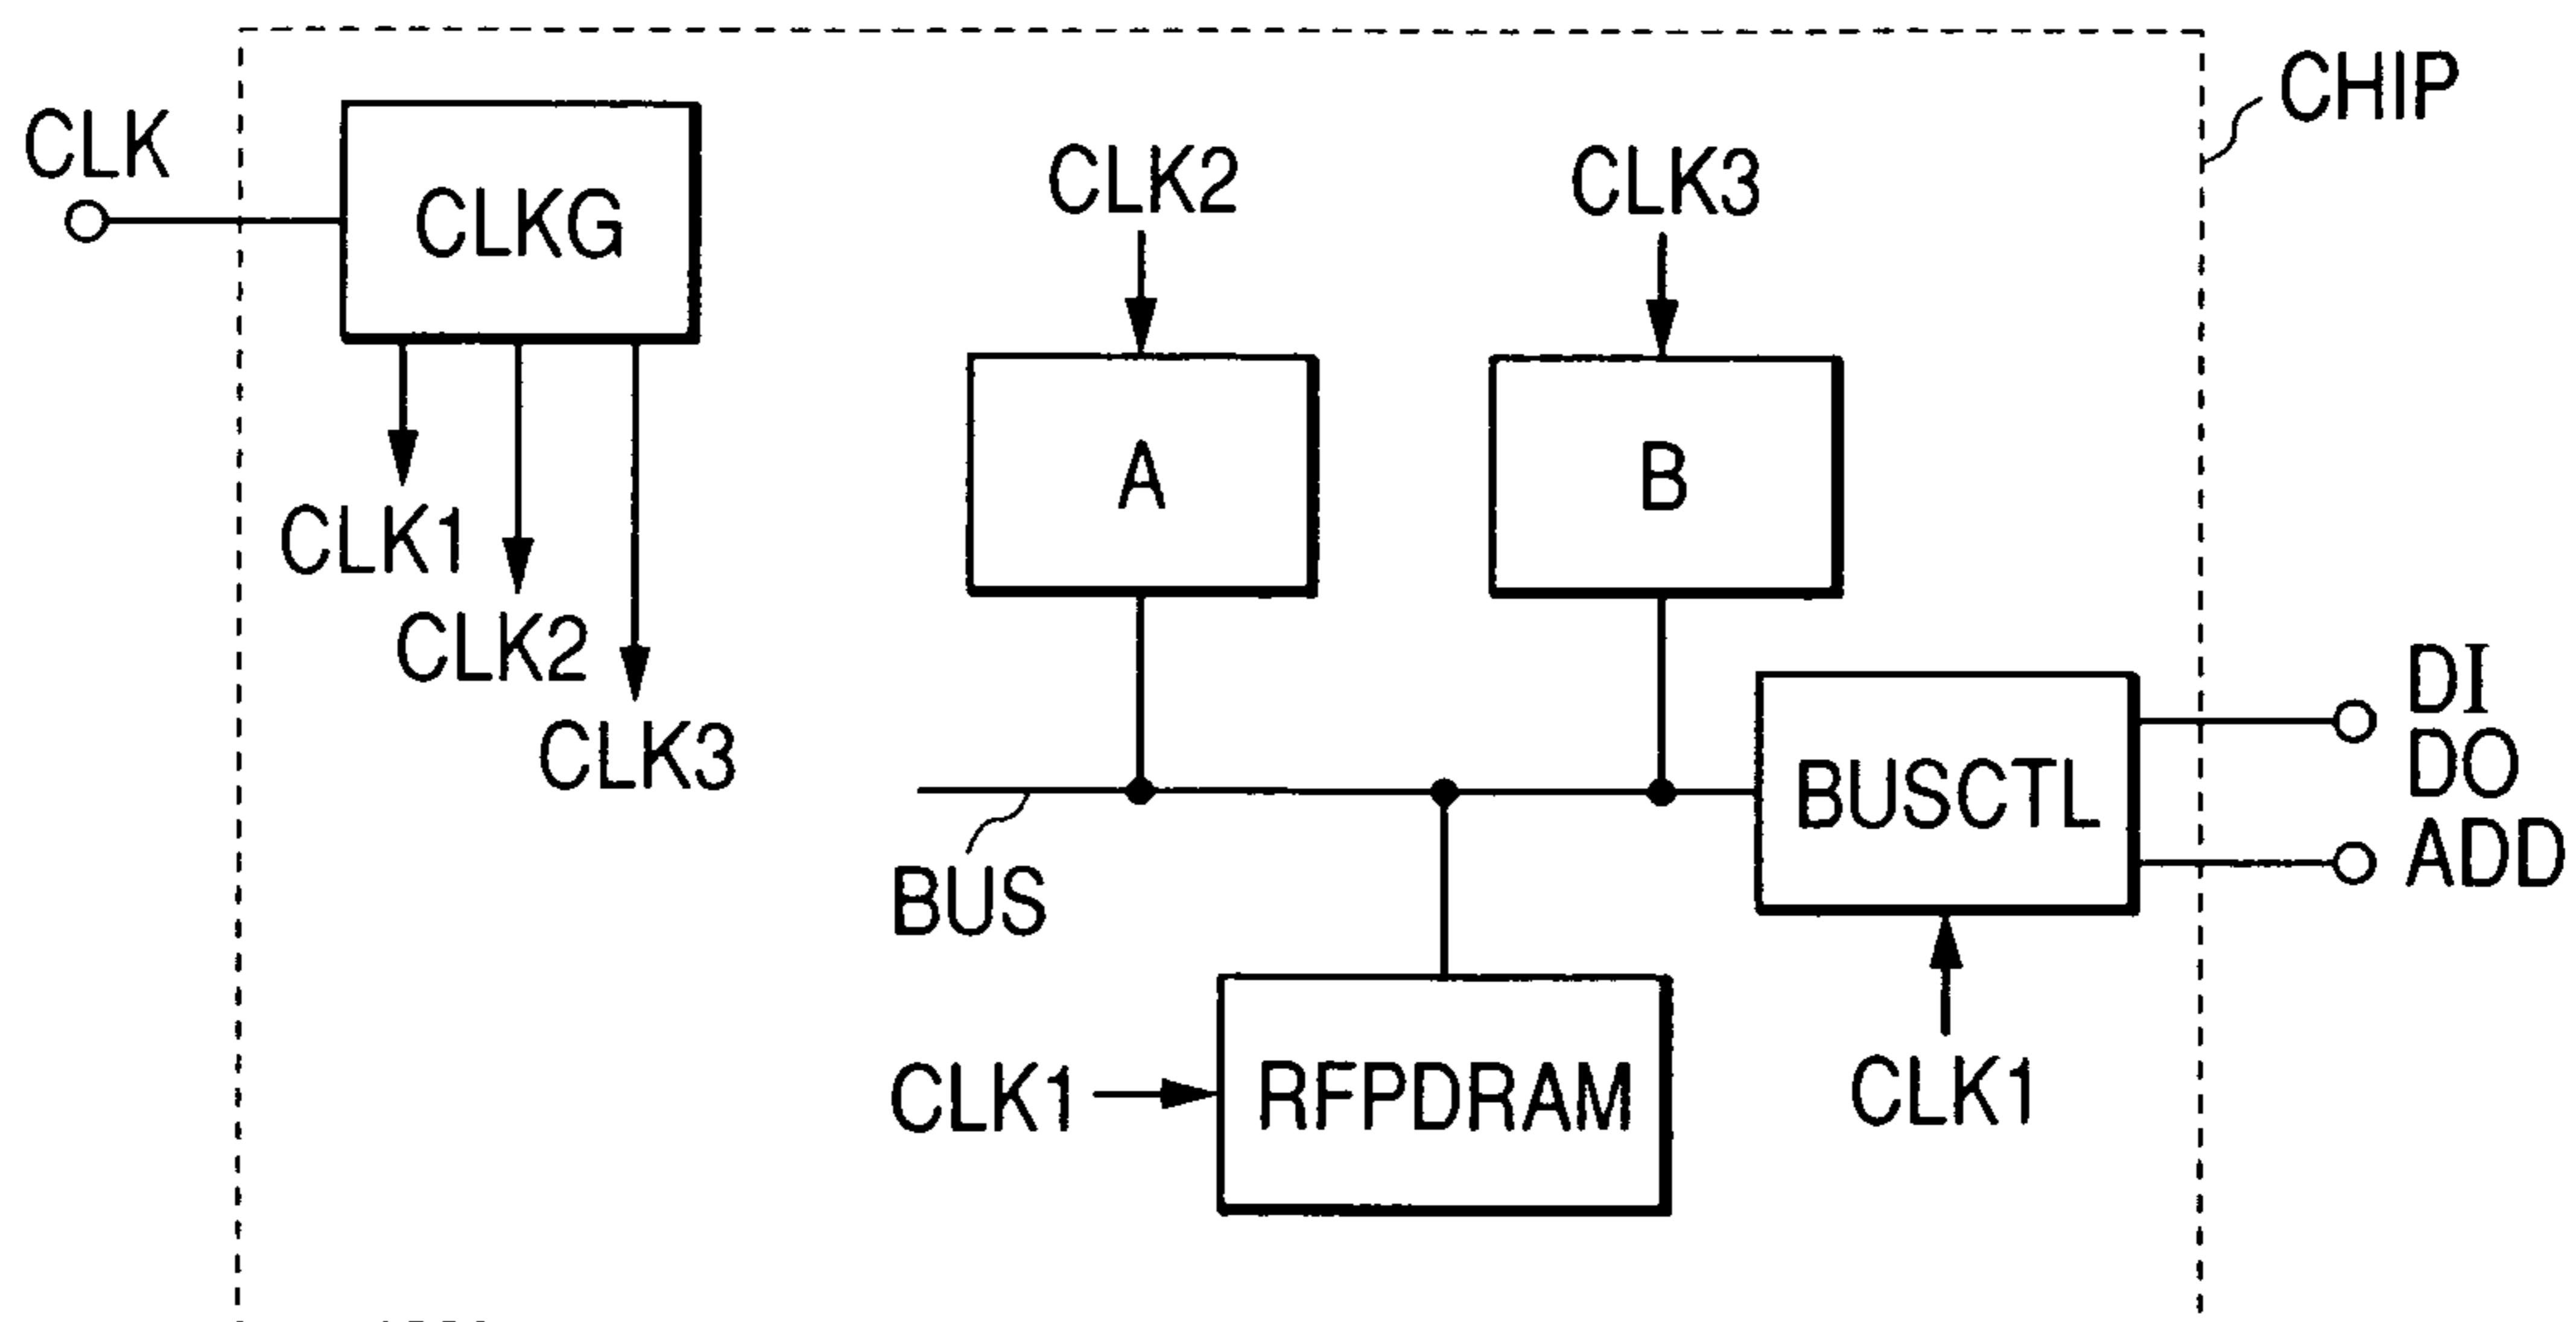 CHIP
CLK
CLKG
CLK2
CLK3
A
B
CLK1
CLK2
CLK3
DI
DO
BUSCTL
ADD
BUS
CLK1
RFPDRAM
CLK1